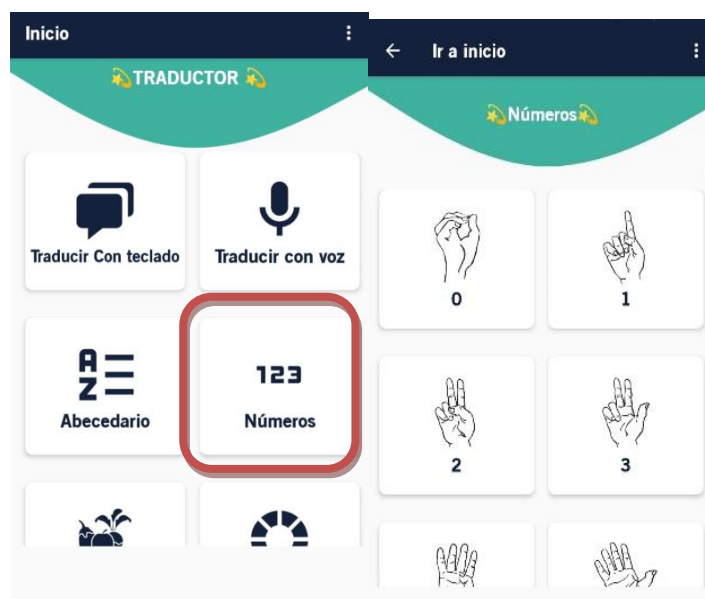 Inicio
💫TRADUCTOR💫
Traducir Con teclado
Traducir con voz
A
Z
Abecedario
123
Números
Ir a inicio
💫Números💫
0
1
2
3